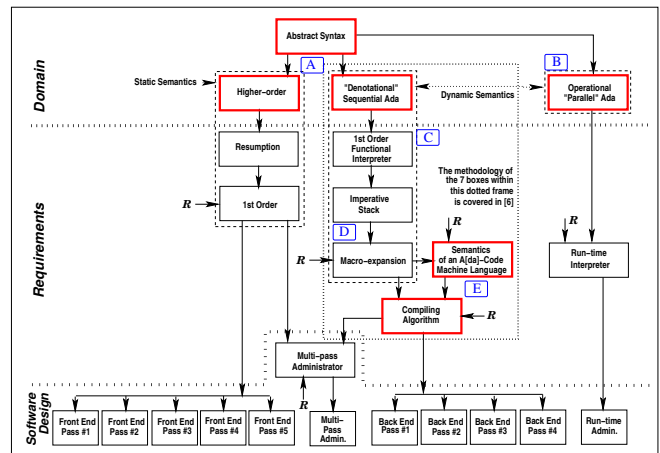 Abstract Syntax
A
B
Static Semantics
Higher-order
"Denotational"
Sequential Ada
Dynamic Semantics
Operational
"Parallel" Ada
Domain
C
Resumption
1st Order
Functional
Interpreter
The methodology of
the 7 boxes within
this dotted frame
is covered in [6]
R
1st Order
Imperative
Stack
R
R
D
Requirements
R
Macro-expansion
Semantics
of an A[da]-Code
Machine Language
Run-time
Interpreter
E
Compiling
Algorithm
R
Multi-pass
Administrator
R
Software
Design
Front End
Pass #1
Front End
Pass #2
Front End
Pass #3
Front End
Pass #4
Front End
Pass #5
Multi-
Pass
Admin.
Back End
Pass #1
Back End
Pass #2
Back End
Pass #3
Back End
Pass #4
Run-time
Admin.